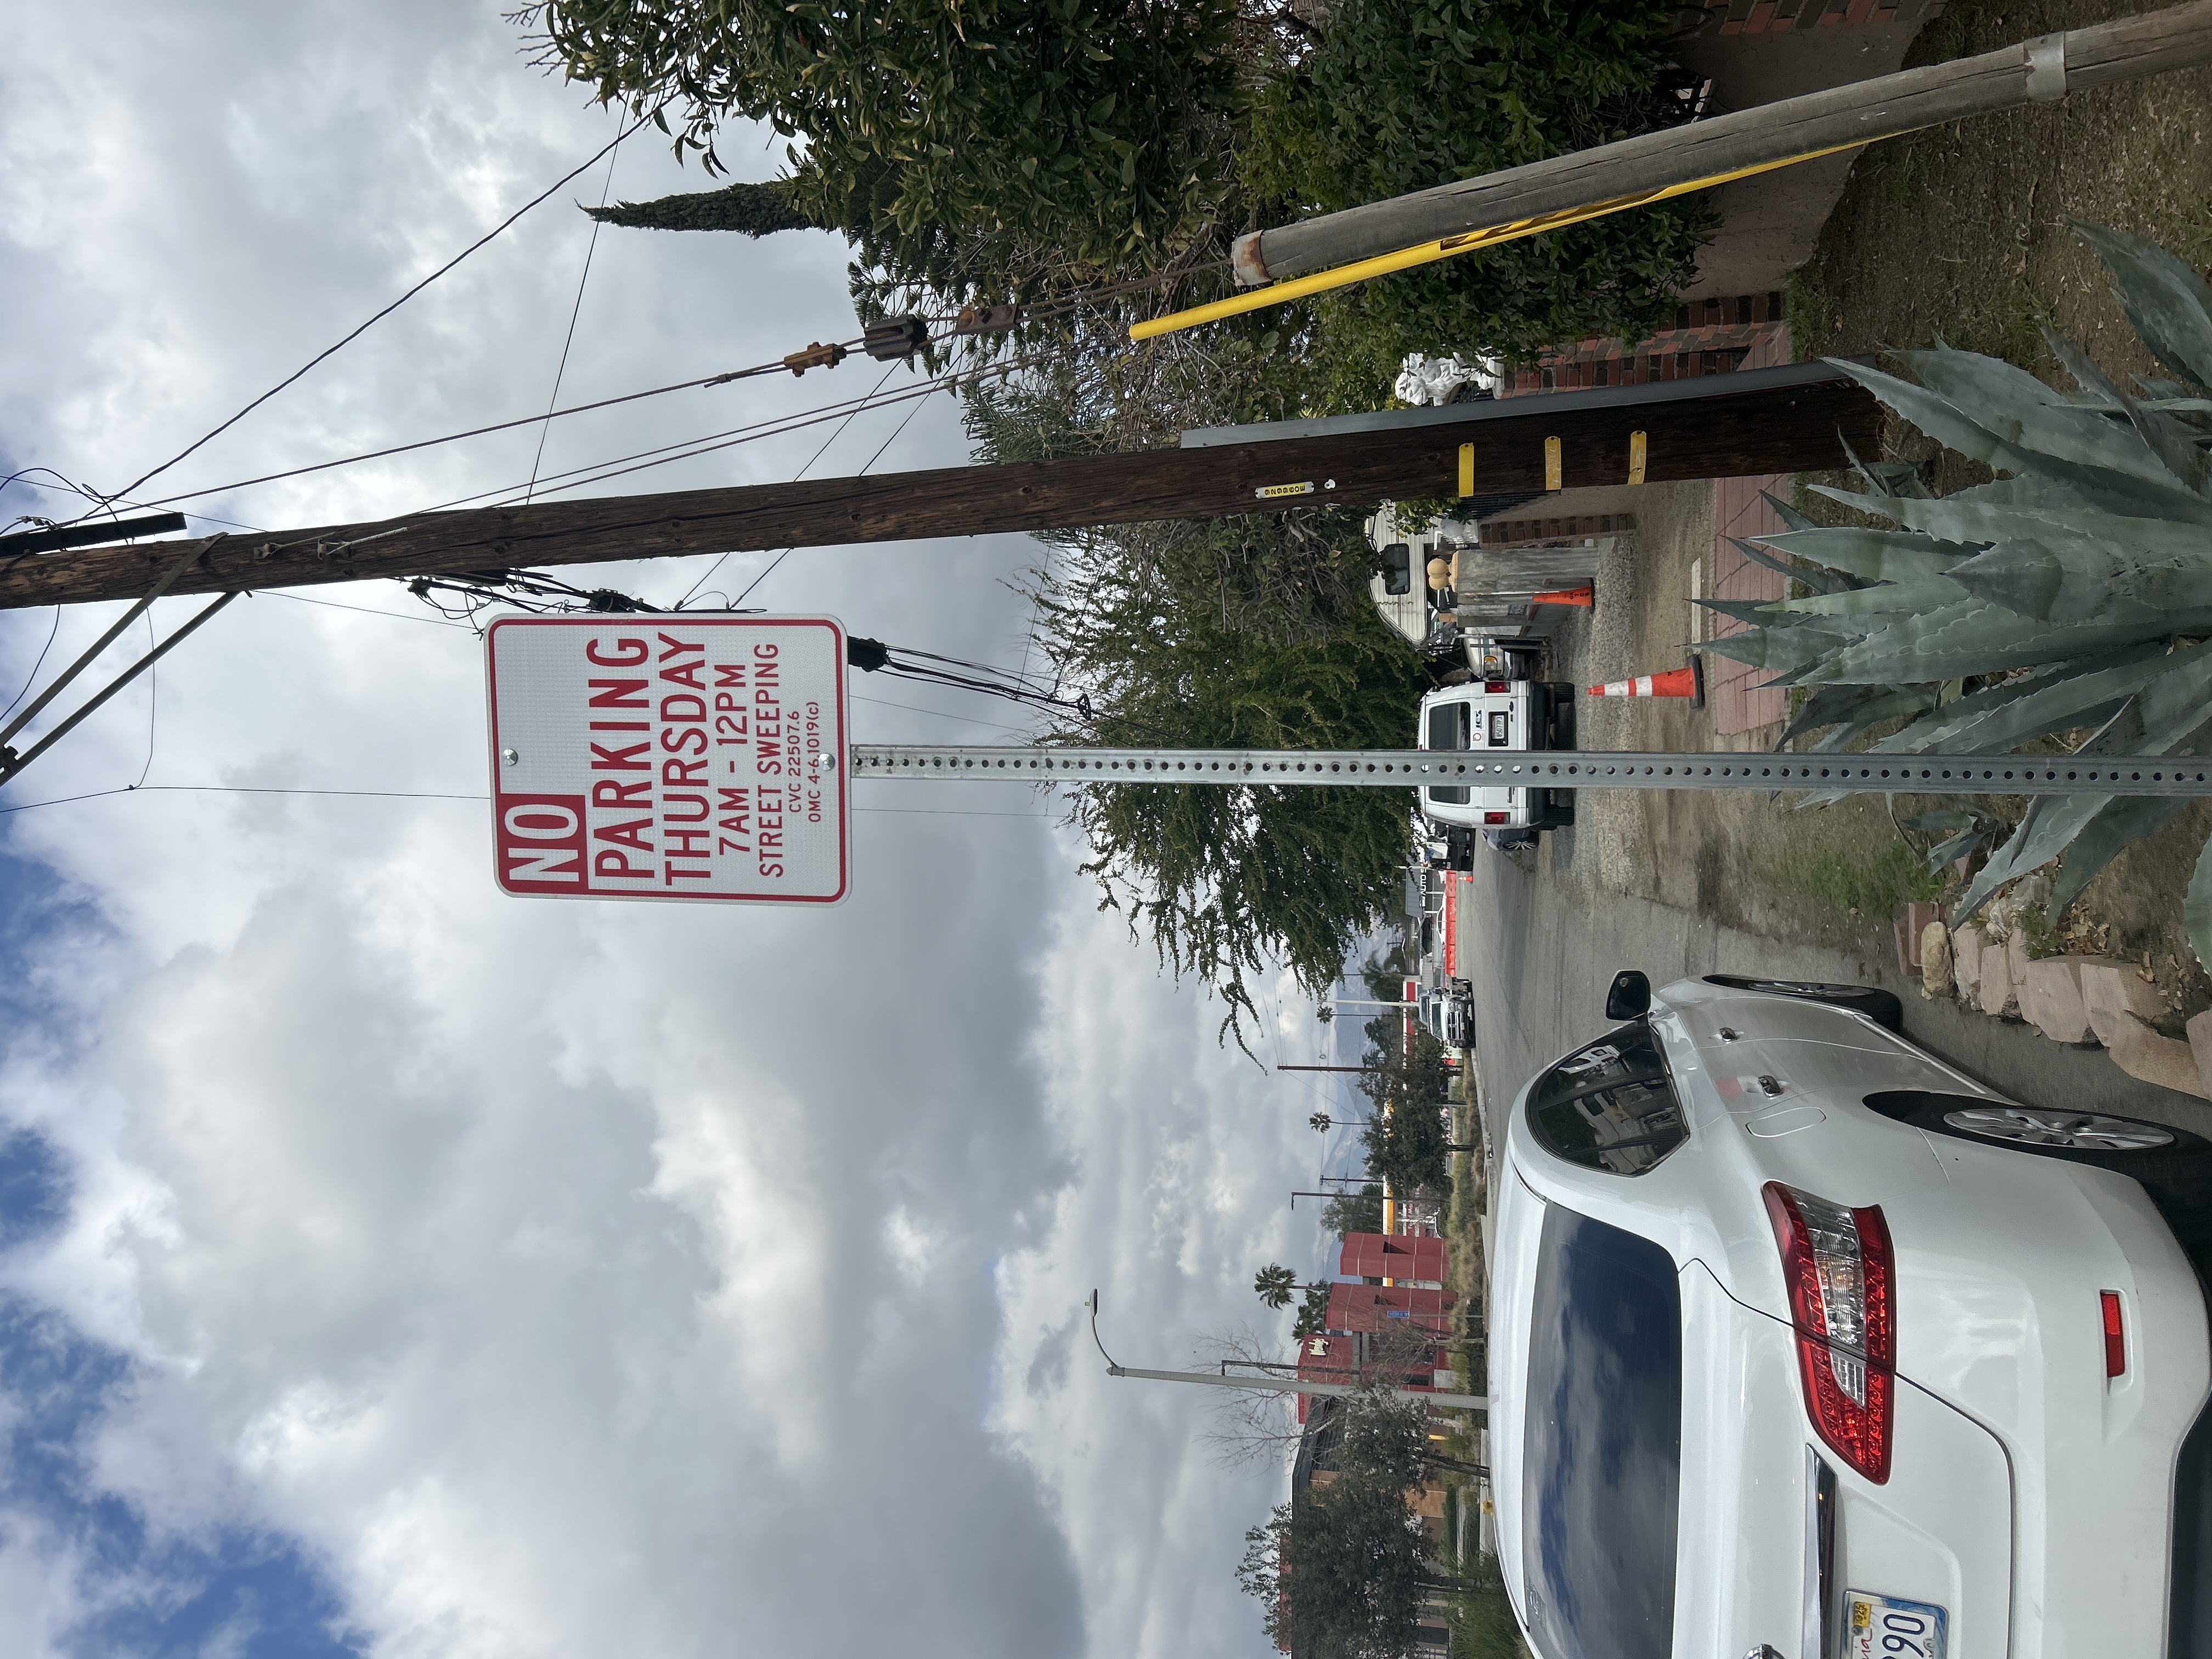 NO
PARKING
THURSDAY
7AM - 12PM
STREET SWEEPING
CVC 22507.6
OMC 4-6.1019(c)